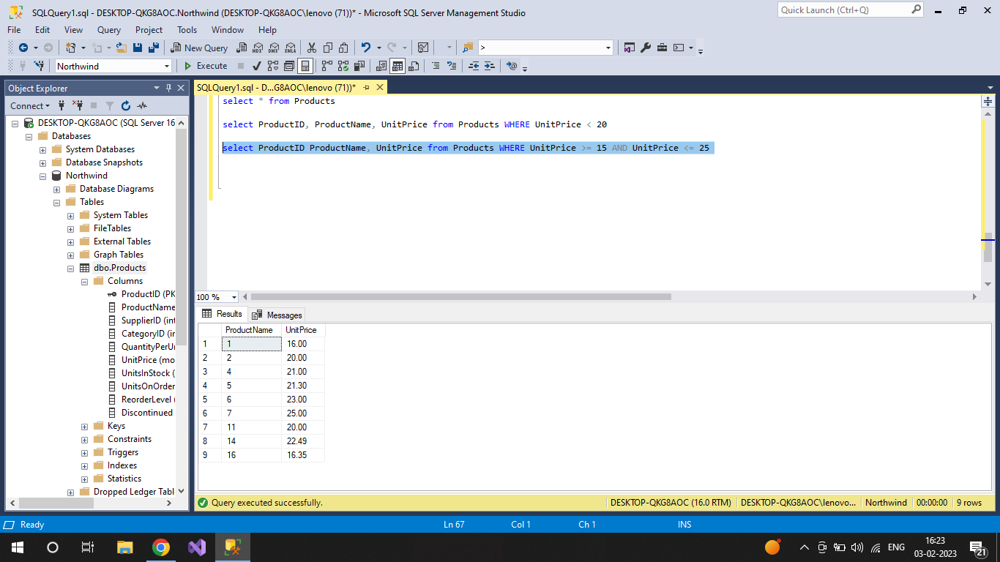 SQLQuery1.sql - DESKTOP-QKG8AOC.Northwind (DESKTOP-QKG8AOC\lenovo (71))* - Microsoft SQL Server Management Studio
Quick Launch (Ctrl+Q)
File Edit View Query Project Tools Window Help
New Query MDX DMX XMLA >
Northwind Execute
Object Explorer
SQLQuery1.sql - D...G8AOC\lenovo (71))*
Connect
DESKTOP-QKG8AOC (SQL Server 16
Databases
System Databases
Database Snapshots
Northwind
Database Diagrams
Tables
System Tables
FileTables
External Tables
Graph Tables
dbo.Products
Columns
ProductID (PK
ProductName
SupplierID (int
CategoryID (ir
QuantityPerUr
UnitPrice (mo
UnitsInStock (
UnitsOnOrder
ReorderLevel (
Discontinued
Keys
Constraints
Triggers
Indexes
Statistics
Dropped Ledger Tabl
select * from Products
select ProductID, ProductName, UnitPrice from Products WHERE UnitPrice < 20
select ProductID ProductName, UnitPrice from Products WHERE UnitPrice >= 15 AND UnitPrice <= 25
100 %
Results Messages
ProductName UnitPrice
1 1 16.00
2 2 20.00
3 4 21.00
4 5 21.30
5 6 23.00
6 7 25.00
7 11 20.00
8 14 22.49
9 16 16.35
Query executed successfully. DESKTOP-QKG8AOC (16.0 RTM) DESKTOP-QKG8AOC\lenovo... Northwind 00:00:00 9 rows
Ready Ln 67 Col 1 Ch 1 INS
ENG 16:23
03-02-2023 21